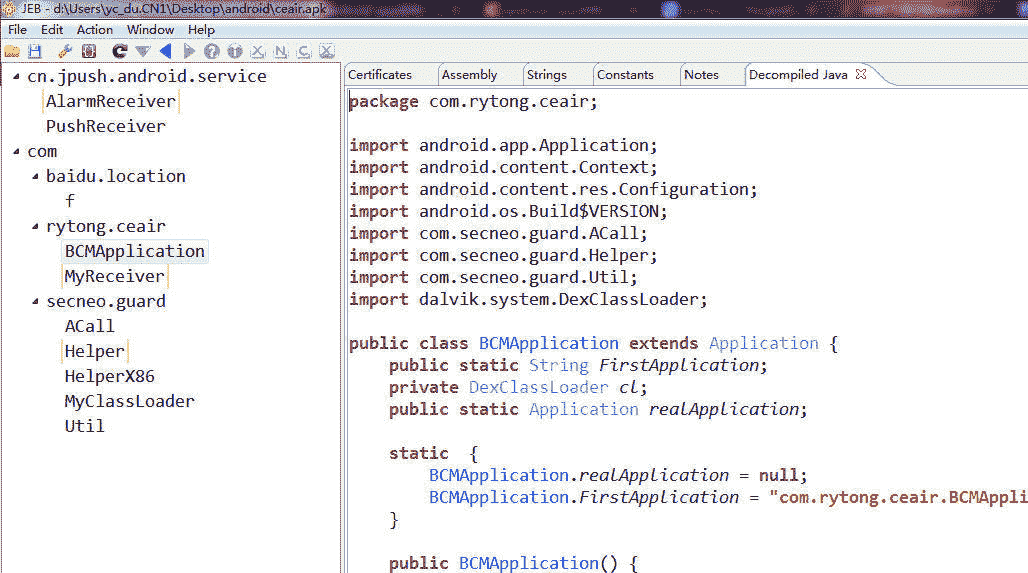 JEB - d:\Users\yc_du.CN1\Desktop\android\ceair.apk
File Edit Action Window Help
cn.jpush.android.service
AlarmReceiver
PushReceiver
com
baidu.location
f
rytong.ceair
BCMApplication
MyReceiver
secneo.guard
ACall
Helper
HelperX86
MyClassLoader
Util
Certificates Assembly Strings Constants Notes Decompiled Java
package com.rytong.ceair;
import android.app.Application;
import android.content.Context;
import android.content.res.Configuration;
import android.os.Build$VERSION;
import com.secneo.guard.ACall;
import com.secneo.guard.Helper;
import com.secneo.guard.Util;
import dalvik.system.DexClassLoader;
public class BCMApplication extends Application {
public static String FirstApplication;
private DexClassLoader cl;
public static Application realApplication;
static {
BCMApplication.realApplication = null;
BCMApplication.FirstApplication = "com.rytong.ceair.BCMAppli
}
public BCMApplication() {